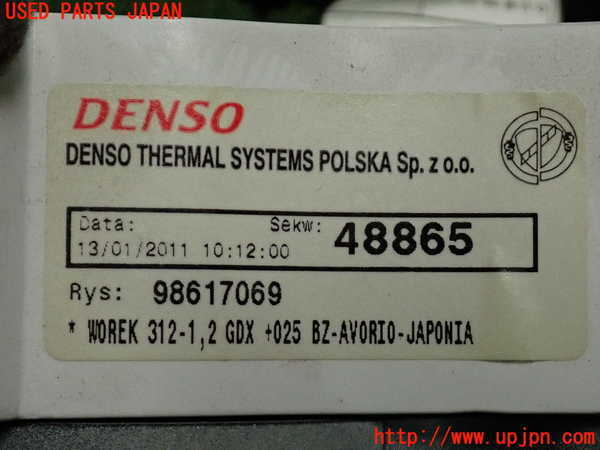 USED PARTS JAPAN
DENSO
DENSO THERMAL SYSTEMS POLSKA Sp. z o.o.
Data: Sekw: 48865
13/01/2011 10:12:00
Rys: 98617069
* WOREK 312-1,2 GDX +025 BZ-AVORIO-JAPONIA
http://www.upjpn.com/